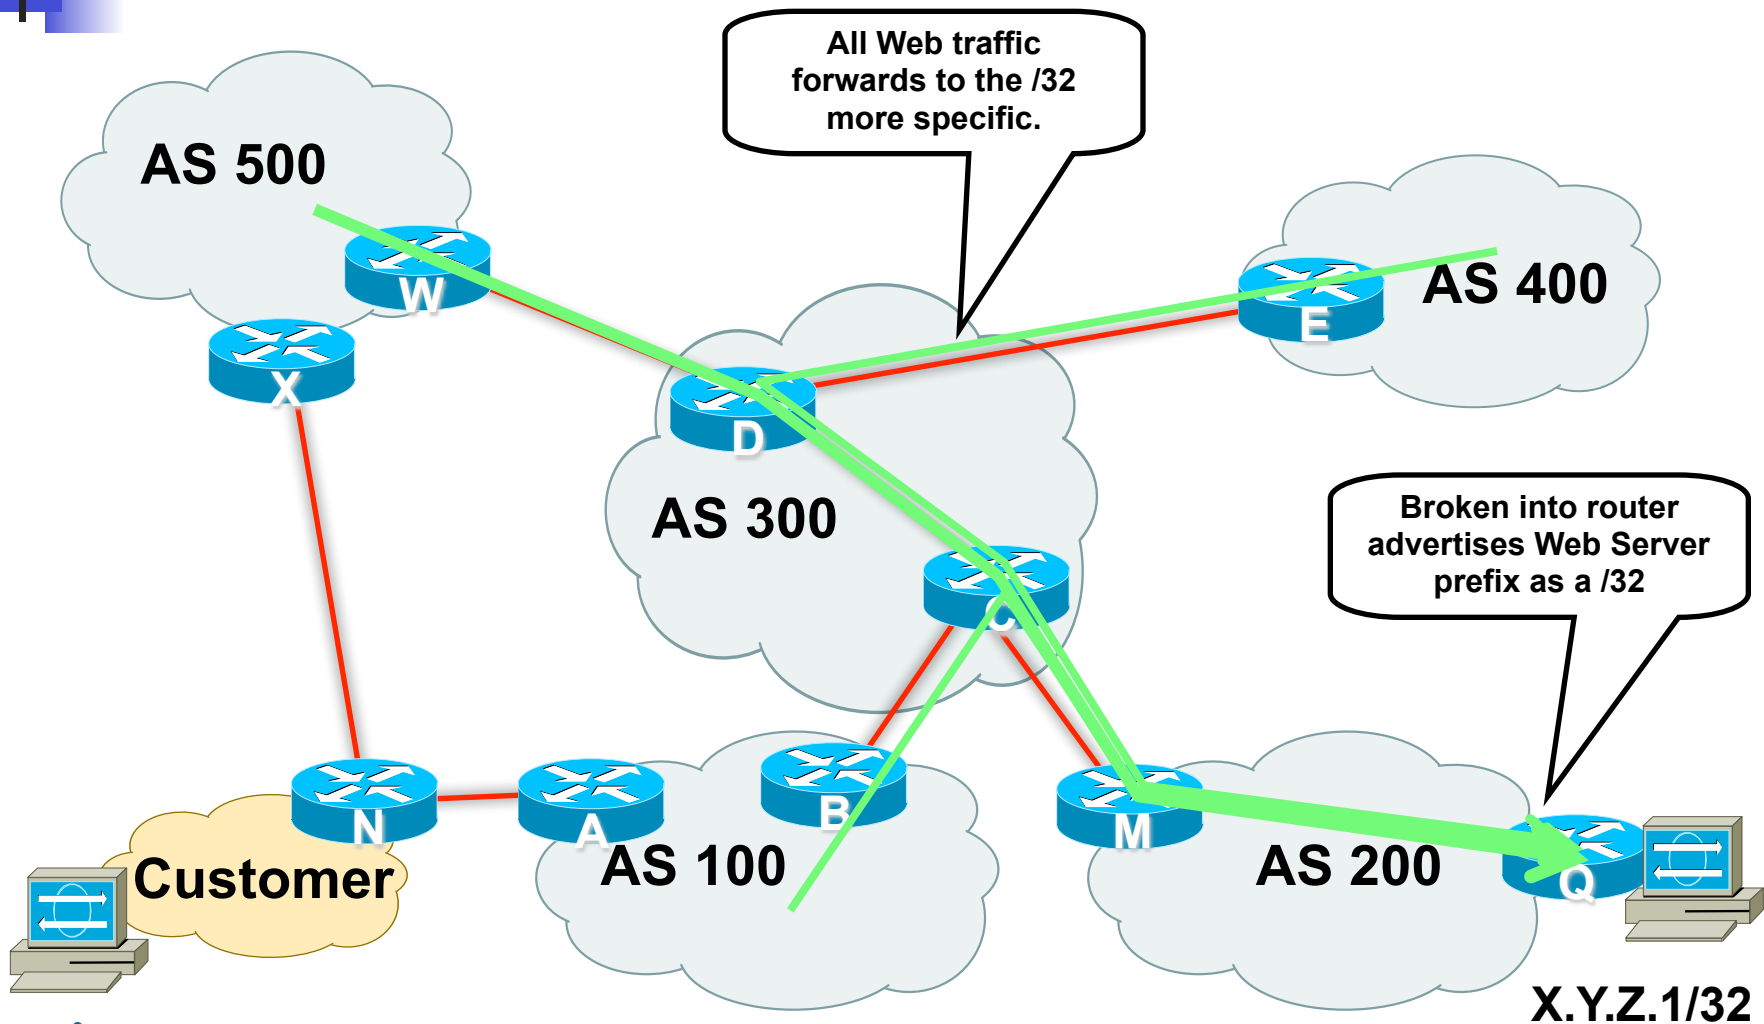 All Web traffic
forwards to the /32
more specific.
AS 500
W
AS 400
E
X
D
AS 300
Broken into router
advertises Web Server
prefix as a /32
C
N
A
B
M
Customer
AS 100
AS 200
Q
X.Y.Z.1/32